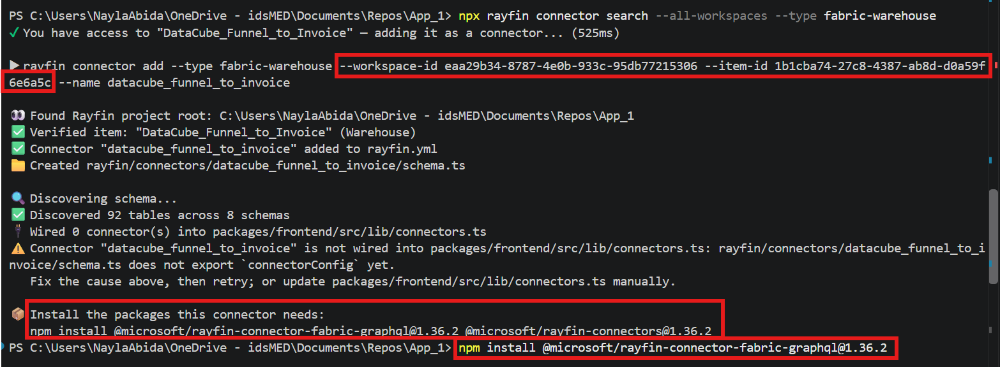 PS C:\Users\NaylaAbida\OneDrive - idsMED\Documents\Repos\App_1> npx rayfin connector search --all-workspaces --type fabric-warehouse
✓ You have access to "DataCube_Funnel_to_Invoice" — adding it as a connector... (525ms)
▶ rayfin connector add --type fabric-warehouse --workspace-id eaa29b34-8787-4e0b-933c-95db77215306 --item-id 1b1cba74-27c8-4387-ab8d-d0a59f
6e6a5c --name datacube_funnel_to_invoice
👀 Found Rayfin project root: C:\Users\NaylaAbida\OneDrive - idsMED\Documents\Repos\App_1
✅ Verified item: "DataCube_Funnel_to_Invoice" (Warehouse)
✅ Connector "datacube_funnel_to_invoice" added to rayfin.yml
📁 Created rayfin/connectors/datacube_funnel_to_invoice/schema.ts
🔍 Discovering schema...
✅ Discovered 92 tables across 8 schemas
🔌 Wired 0 connector(s) into packages/frontend/src/lib/connectors.ts
⚠️ Connector "datacube_funnel_to_invoice" is not wired into packages/frontend/src/lib/connectors.ts: rayfin/connectors/datacube_funnel_to_i
nvoice/schema.ts does not export `connectorConfig` yet.
Fix the cause above, then retry; or update packages/frontend/src/lib/connectors.ts manually.
📦 Install the packages this connector needs:
npm install @microsoft/rayfin-connector-fabric-graphql@1.36.2 @microsoft/rayfin-connectors@1.36.2
PS C:\Users\NaylaAbida\OneDrive - idsMED\Documents\Repos\App_1> npm install @microsoft/rayfin-connector-fabric-graphql@1.36.2